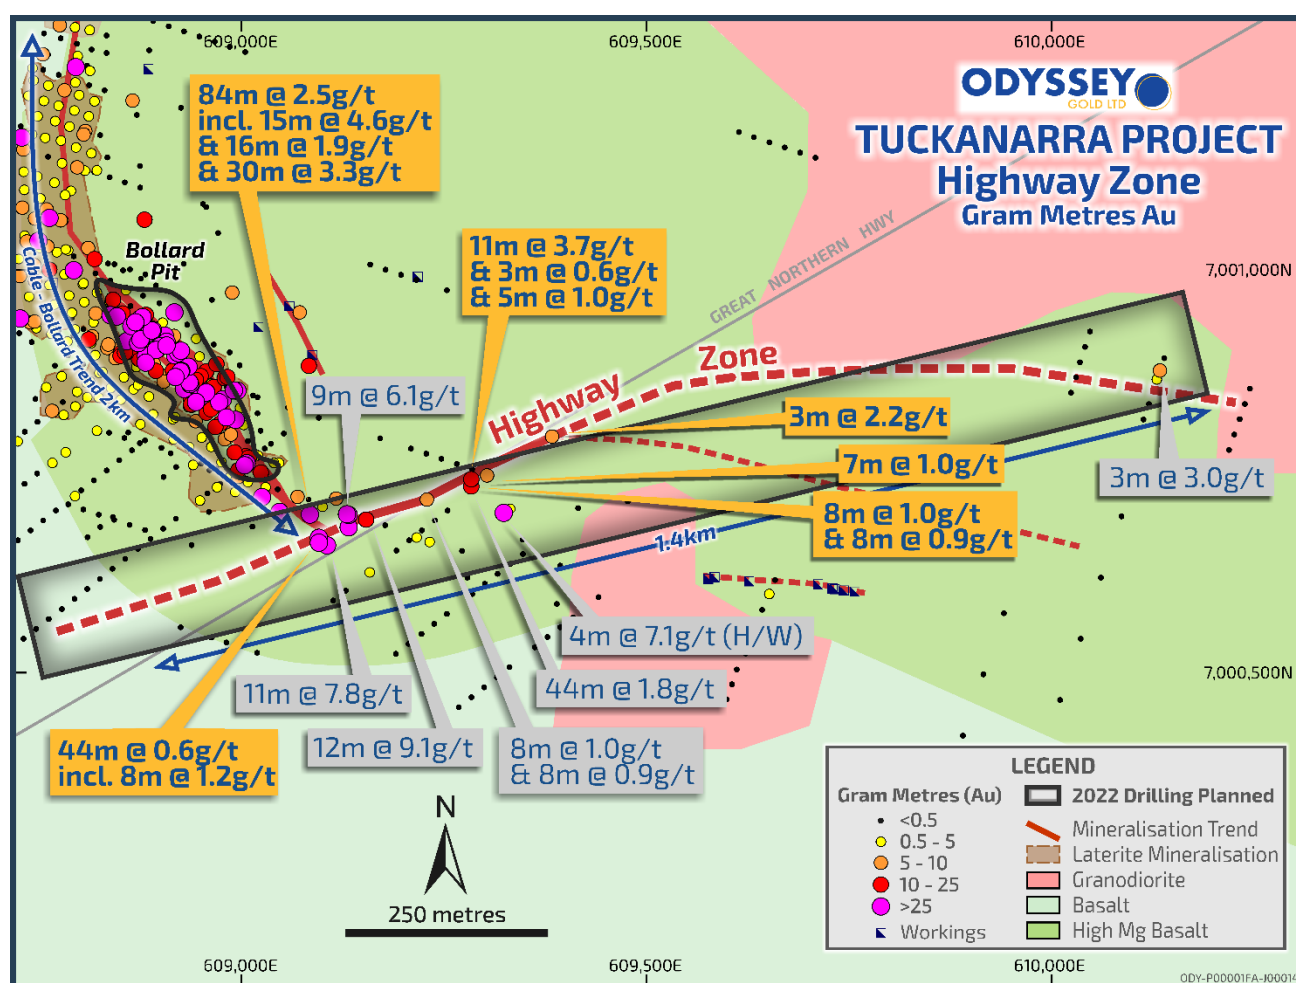 609,000E
609,500E
610,000E
ODYSSEY
GOLD LTD
TUCKANARRA PROJECT
Highway Zone
Gram Metres Au
84m @ 2.5g/t
incl. 15m @ 4.6g/t
& 16m @ 1.9g/t
& 30m @ 3.3g/t
Bollard
Pit
Cable - Bollard Trend 2km
11m @ 3.7g/t
& 3m @ 0.6g/t
& 5m @ 1.0g/t
GREAT NORTHERN HWY
7,001,000N
9m @ 6.1g/t
Highway Zone
3m @ 2.2g/t
7m @ 1.0g/t
3m @ 3.0g/t
8m @ 1.0g/t
& 8m @ 0.9g/t
1.4km
4m @ 7.1g/t (H/W)
44m @ 1.8g/t
7,000,500N
11m @ 7.8g/t
12m @ 9.1g/t
8m @ 1.0g/t
& 8m @ 0.9g/t
44m @ 0.6g/t
incl. 8m @ 1.2g/t
N
250 metres
LEGEND
Gram Metres (Au)
<0.5
0.5 - 5
5 - 10
10 - 25
>25
Workings
2022 Drilling Planned
Mineralisation Trend
Laterite Mineralisation
Granodiorite
Basalt
High Mg Basalt
609,000E
609,500E
610,000E
ODY-P00001FA-J00014